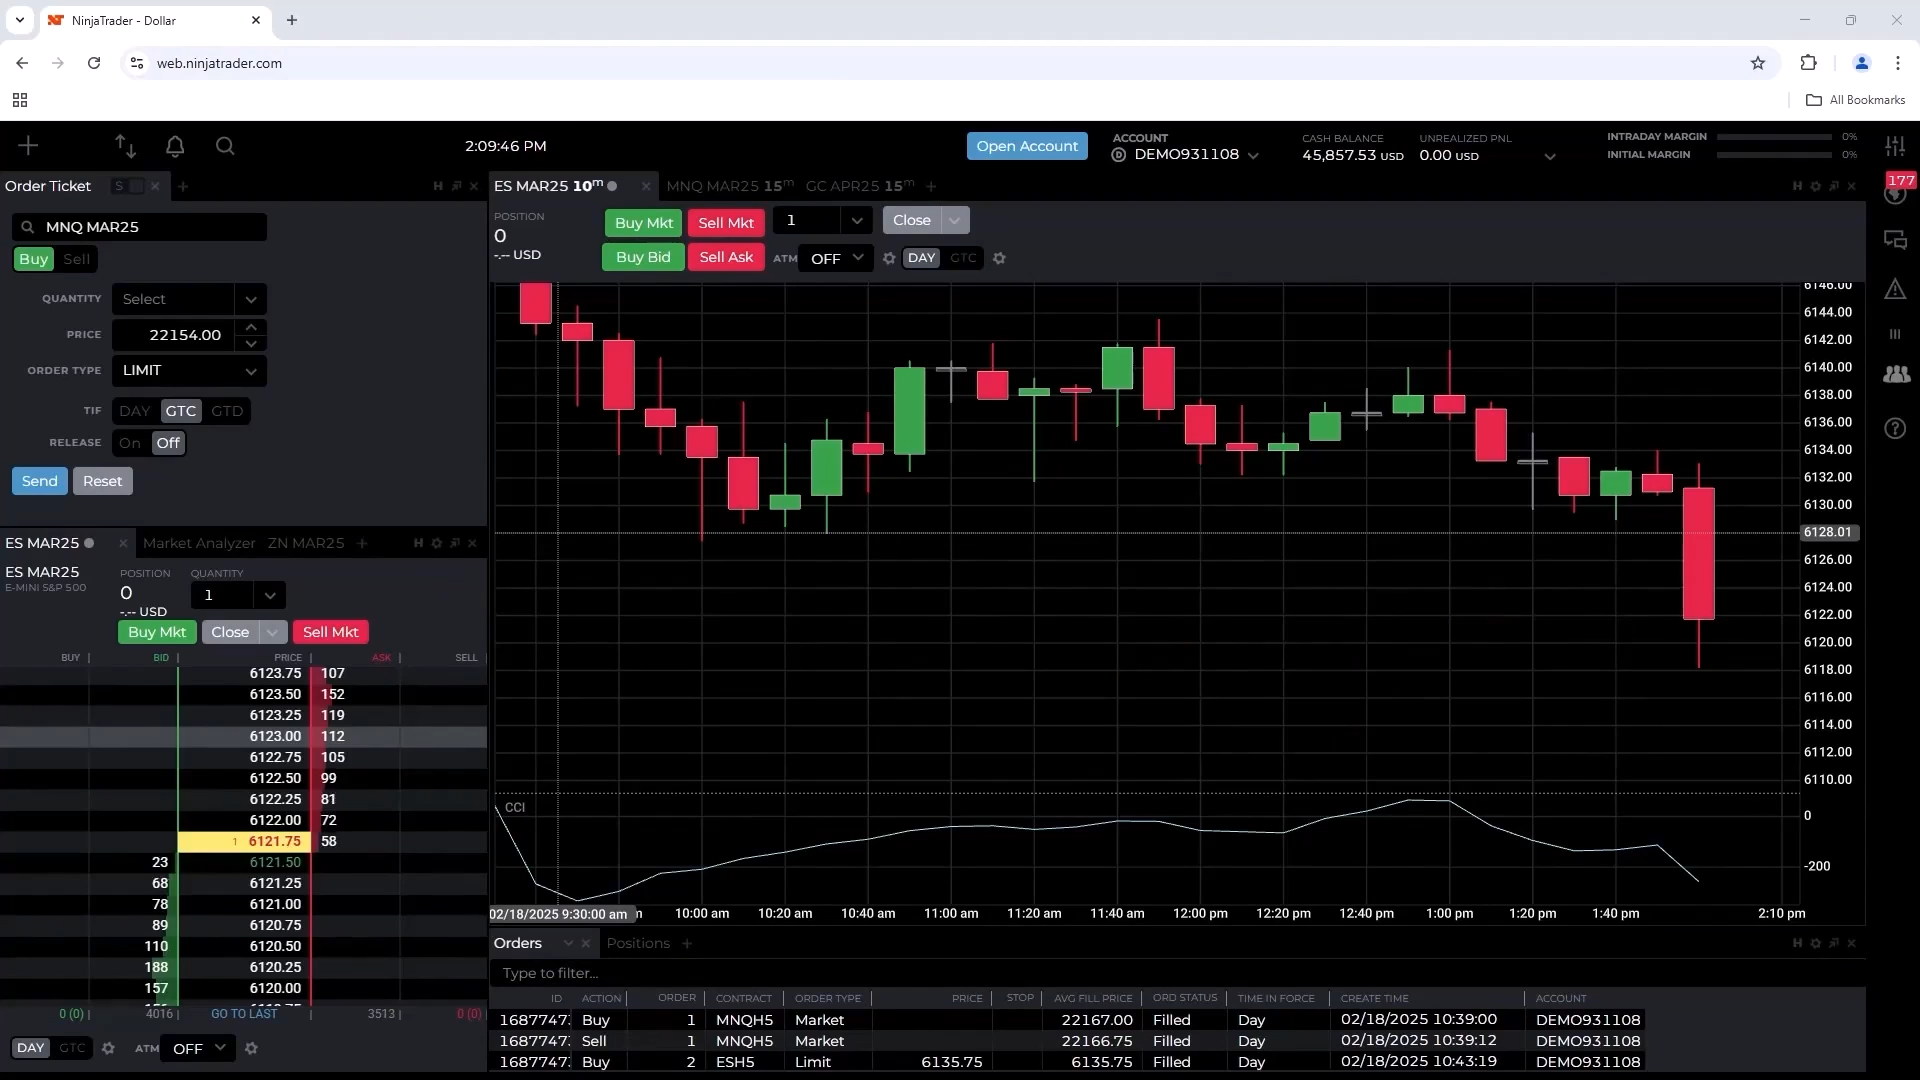 NinjaTrader - Dollar
web.ninjatrader.com
All Bookmarks
2:09:46 PM
Open Account
ACCOUNT
DEMO931108
CASH BALANCE
45,857.53 USD
UNREALIZED PNL
0.00 USD
INTRADAY MARGIN 0%
INITIAL MARGIN 0%
177
Order Ticket S
MNQ MAR25
Buy Sell
QUANTITY Select
PRICE 22154.00
ORDER TYPE LIMIT
TIF DAY GTC GTD
RELEASE On Off
Send Reset
ES MAR25 10m MNQ MAR25 15m GC APR25 15m
H
POSITION
0
-.-- USD
Buy Mkt Sell Mkt 1 Close
Buy Bid Sell Ask ATM OFF DAY GTC
6146.00
6144.00
6142.00
6140.00
6138.00
6136.00
6134.00
6132.00
6130.00
6128.01
6126.00
6124.00
6122.00
6120.00
6118.00
6116.00
6114.00
6112.00
6110.00
CCI
0
-200
02/18/2025 9:30:00 am 10:00 am 10:20 am 10:40 am 11:00 am 11:20 am 11:40 am 12:00 pm 12:20 pm 12:40 pm 1:00 pm 1:20 pm 1:40 pm 2:10 pm
ES MAR25 Market Analyzer ZN MAR25
H
ES MAR25
E-MINI S&P 500
POSITION
0
-.-- USD
QUANTITY
1
Buy Mkt Close Sell Mkt
BUY BID PRICE ASK SELL
6123.75 107
6123.50 152
6123.25 119
6123.00 112
6122.75 105
6122.50 99
6122.25 81
6122.00 72
1 6121.75 58
23 6121.50
68 6121.25
78 6121.00
89 6120.75
110 6120.50
188 6120.25
157 6120.00
0 (0) 4016 GO TO LAST 3513 0 (0)
DAY GTC ATM OFF
Orders Positions
H
Type to filter...
ID ACTION ORDER CONTRACT ORDER TYPE PRICE STOP AVG FILL PRICE ORD STATUS TIME IN FORCE CREATE TIME ACCOUNT
1687747 Buy 1 MNQH5 Market 22167.00 Filled Day 02/18/2025 10:39:00 DEMO931108
1687747 Sell 1 MNQH5 Market 22166.75 Filled Day 02/18/2025 10:39:12 DEMO931108
1687747 Buy 2 ESH5 Limit 6135.75 6135.75 Filled Day 02/18/2025 10:43:19 DEMO931108